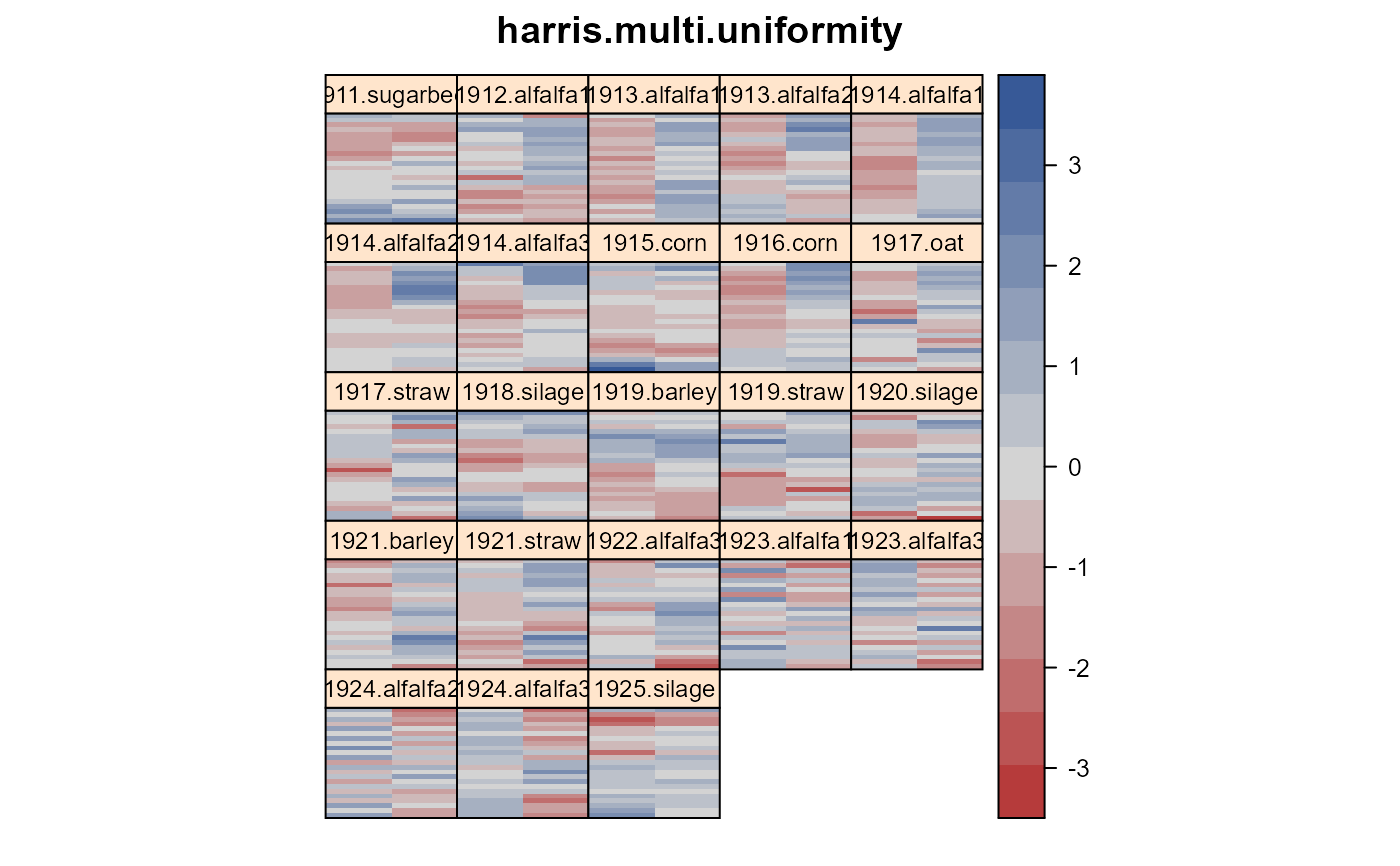 harris.multi.uniformity
911.sugarbe 1912.alfalfa1 1913.alfalfa1 1913.alfalfa2 1914.alfalfa1
1914.alfalfa2 1914.alfalfa3 1915.corn 1916.corn 1917.oat
1917.straw 1918.silage 1919.barley 1919.straw 1920.silage
1921.barley 1921.straw 1922.alfalfa3 1923.alfalfa1 1923.alfalfa3
1924.alfalfa2 1924.alfalfa3 1925.silage
3
2
1
0
-1
-2
-3